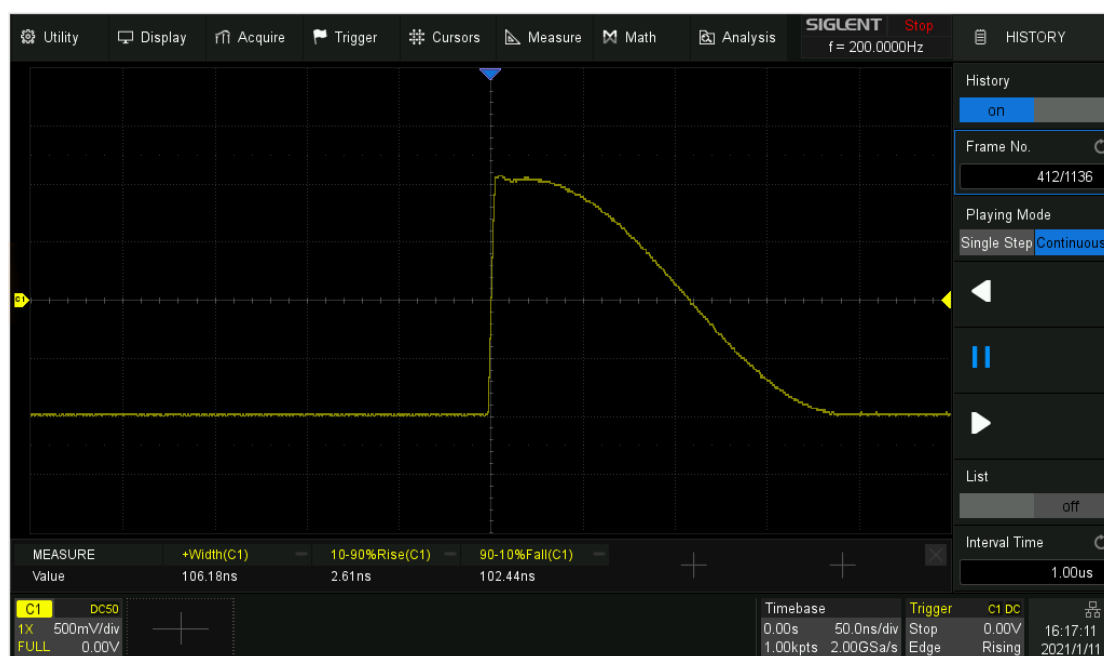 Utility Display Acquire Trigger Cursors Measure Math Analysis
SIGLENT Stop
f = 200.0000Hz
HISTORY
History
on
Frame No.
412/1136
Playing Mode
Single Step Continuous
List
off
Interval Time
1.00us
C1
MEASURE +Width(C1) 10-90%Rise(C1) 90-10%Fall(C1)
Value 106.18ns 2.61ns 102.44ns
C1 DC50
1X 500mV/div
FULL 0.00V
Timebase
0.00s 50.0ns/div
1.00kpts 2.00GSa/s
Trigger C1 DC
Stop 0.00V
Edge Rising
16:17:11
2021/1/11